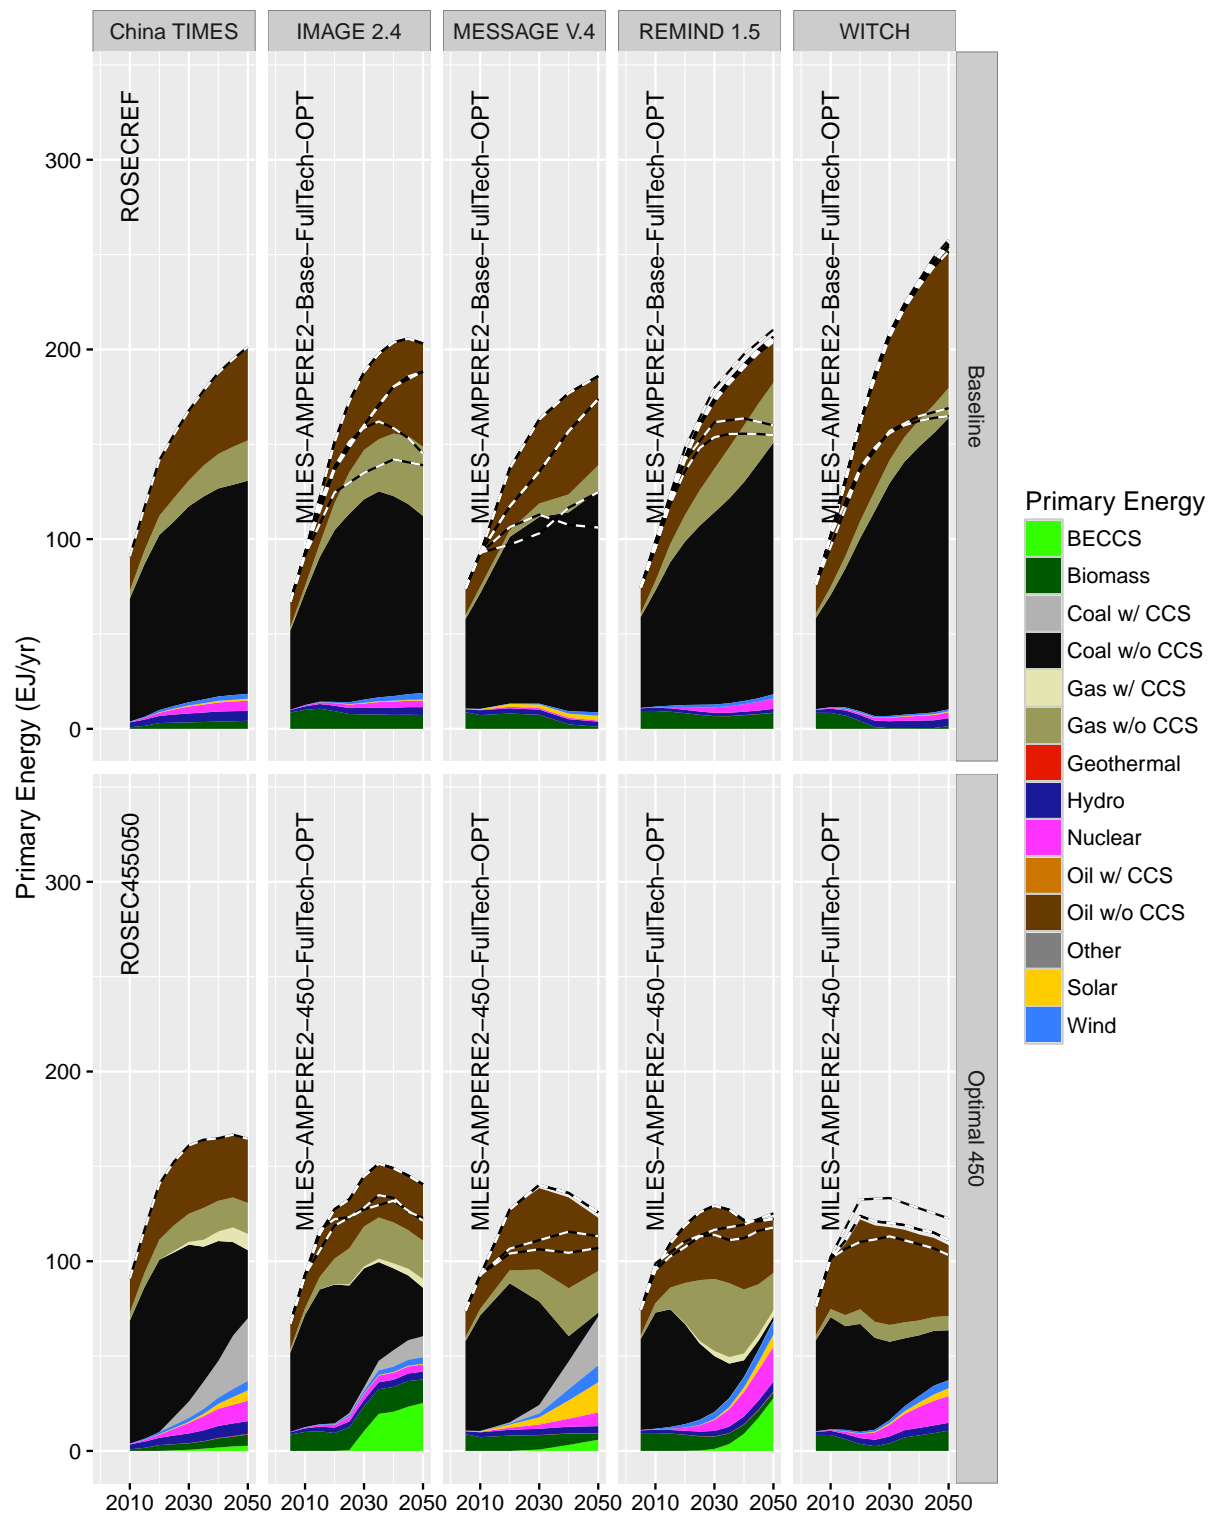 China TIMES
IMAGE 2.4
MESSAGE V.4
REMIND 1.5
WITCH
Primary Energy (EJ/yr)
300
200
100
0
ROSECREF
MILES−AMPERE2−Base−FullTech−OPT
MILES−AMPERE2−Base−FullTech−OPT
MILES−AMPERE2−Base−FullTech−OPT
MILES−AMPERE2−Base−FullTech−OPT
Baseline
300
200
100
0
ROSEC455050
MILES−AMPERE2−450−FullTech−OPT
MILES−AMPERE2−450−FullTech−OPT
MILES−AMPERE2−450−FullTech−OPT
MILES−AMPERE2−450−FullTech−OPT
Optimal 450
2010 2030 2050
2010 2030 2050
2010 2030 2050
2010 2030 2050
2010 2030 2050
Primary Energy
BECCS
Biomass
Coal w/ CCS
Coal w/o CCS
Gas w/ CCS
Gas w/o CCS
Geothermal
Hydro
Nuclear
Oil w/ CCS
Oil w/o CCS
Other
Solar
Wind